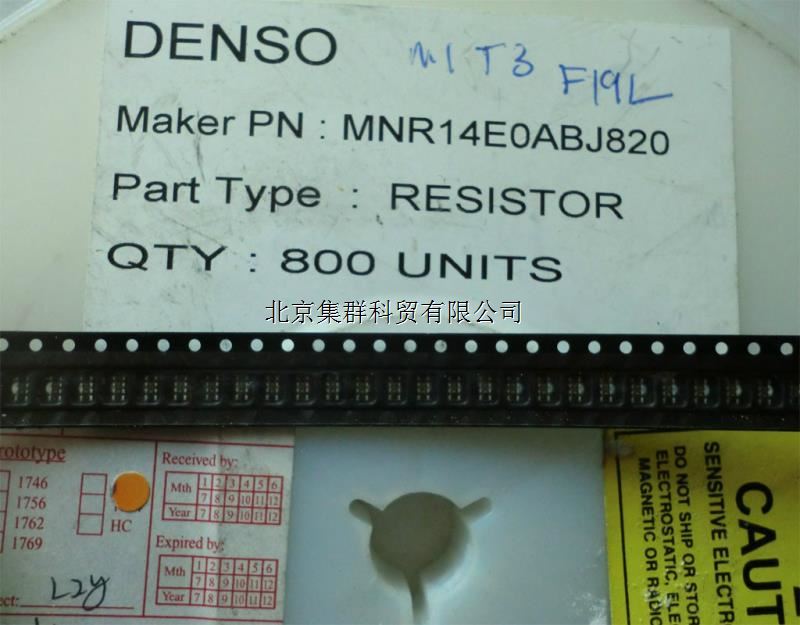 DENSO
M1T3 F19L
Maker PN : MNR14E0ABJ820
Part Type : RESISTOR
QTY : 800 UNITS
北京集群科贸有限公司
rototype
1746
1756
1762
1769
HC
Received by:
Mth 1 2 3 4 5 6
7 8 9 10 11 12
Year 7 8 9 10 11 12
Expired by:
Mth 1 2 3 4 5 6
7 8 9 10 11 12
Year 7 8 9 10 11 12
ect: L2y
CAUT
SENSITIVE ELECTR
DO NOT SHIP OR STOR
ELECTROSTATIC, ELE
MAGNETIC OR RADIO